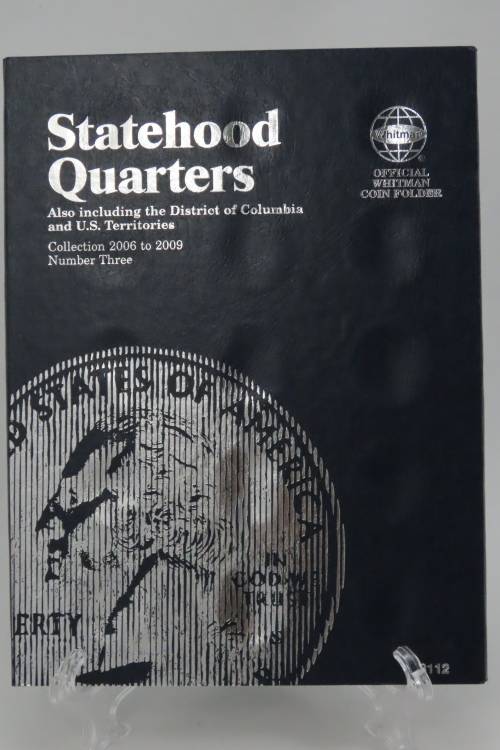 Statehood
Quarters
Also including the District of Columbia
and U.S. Territories
Collection 2006 to 2009
Number Three
Whitman
®
OFFICIAL
WHITMAN
COIN FOLDER
D STATES OF AMERICA
IN
GOD WE
TRUST
ERTY
112